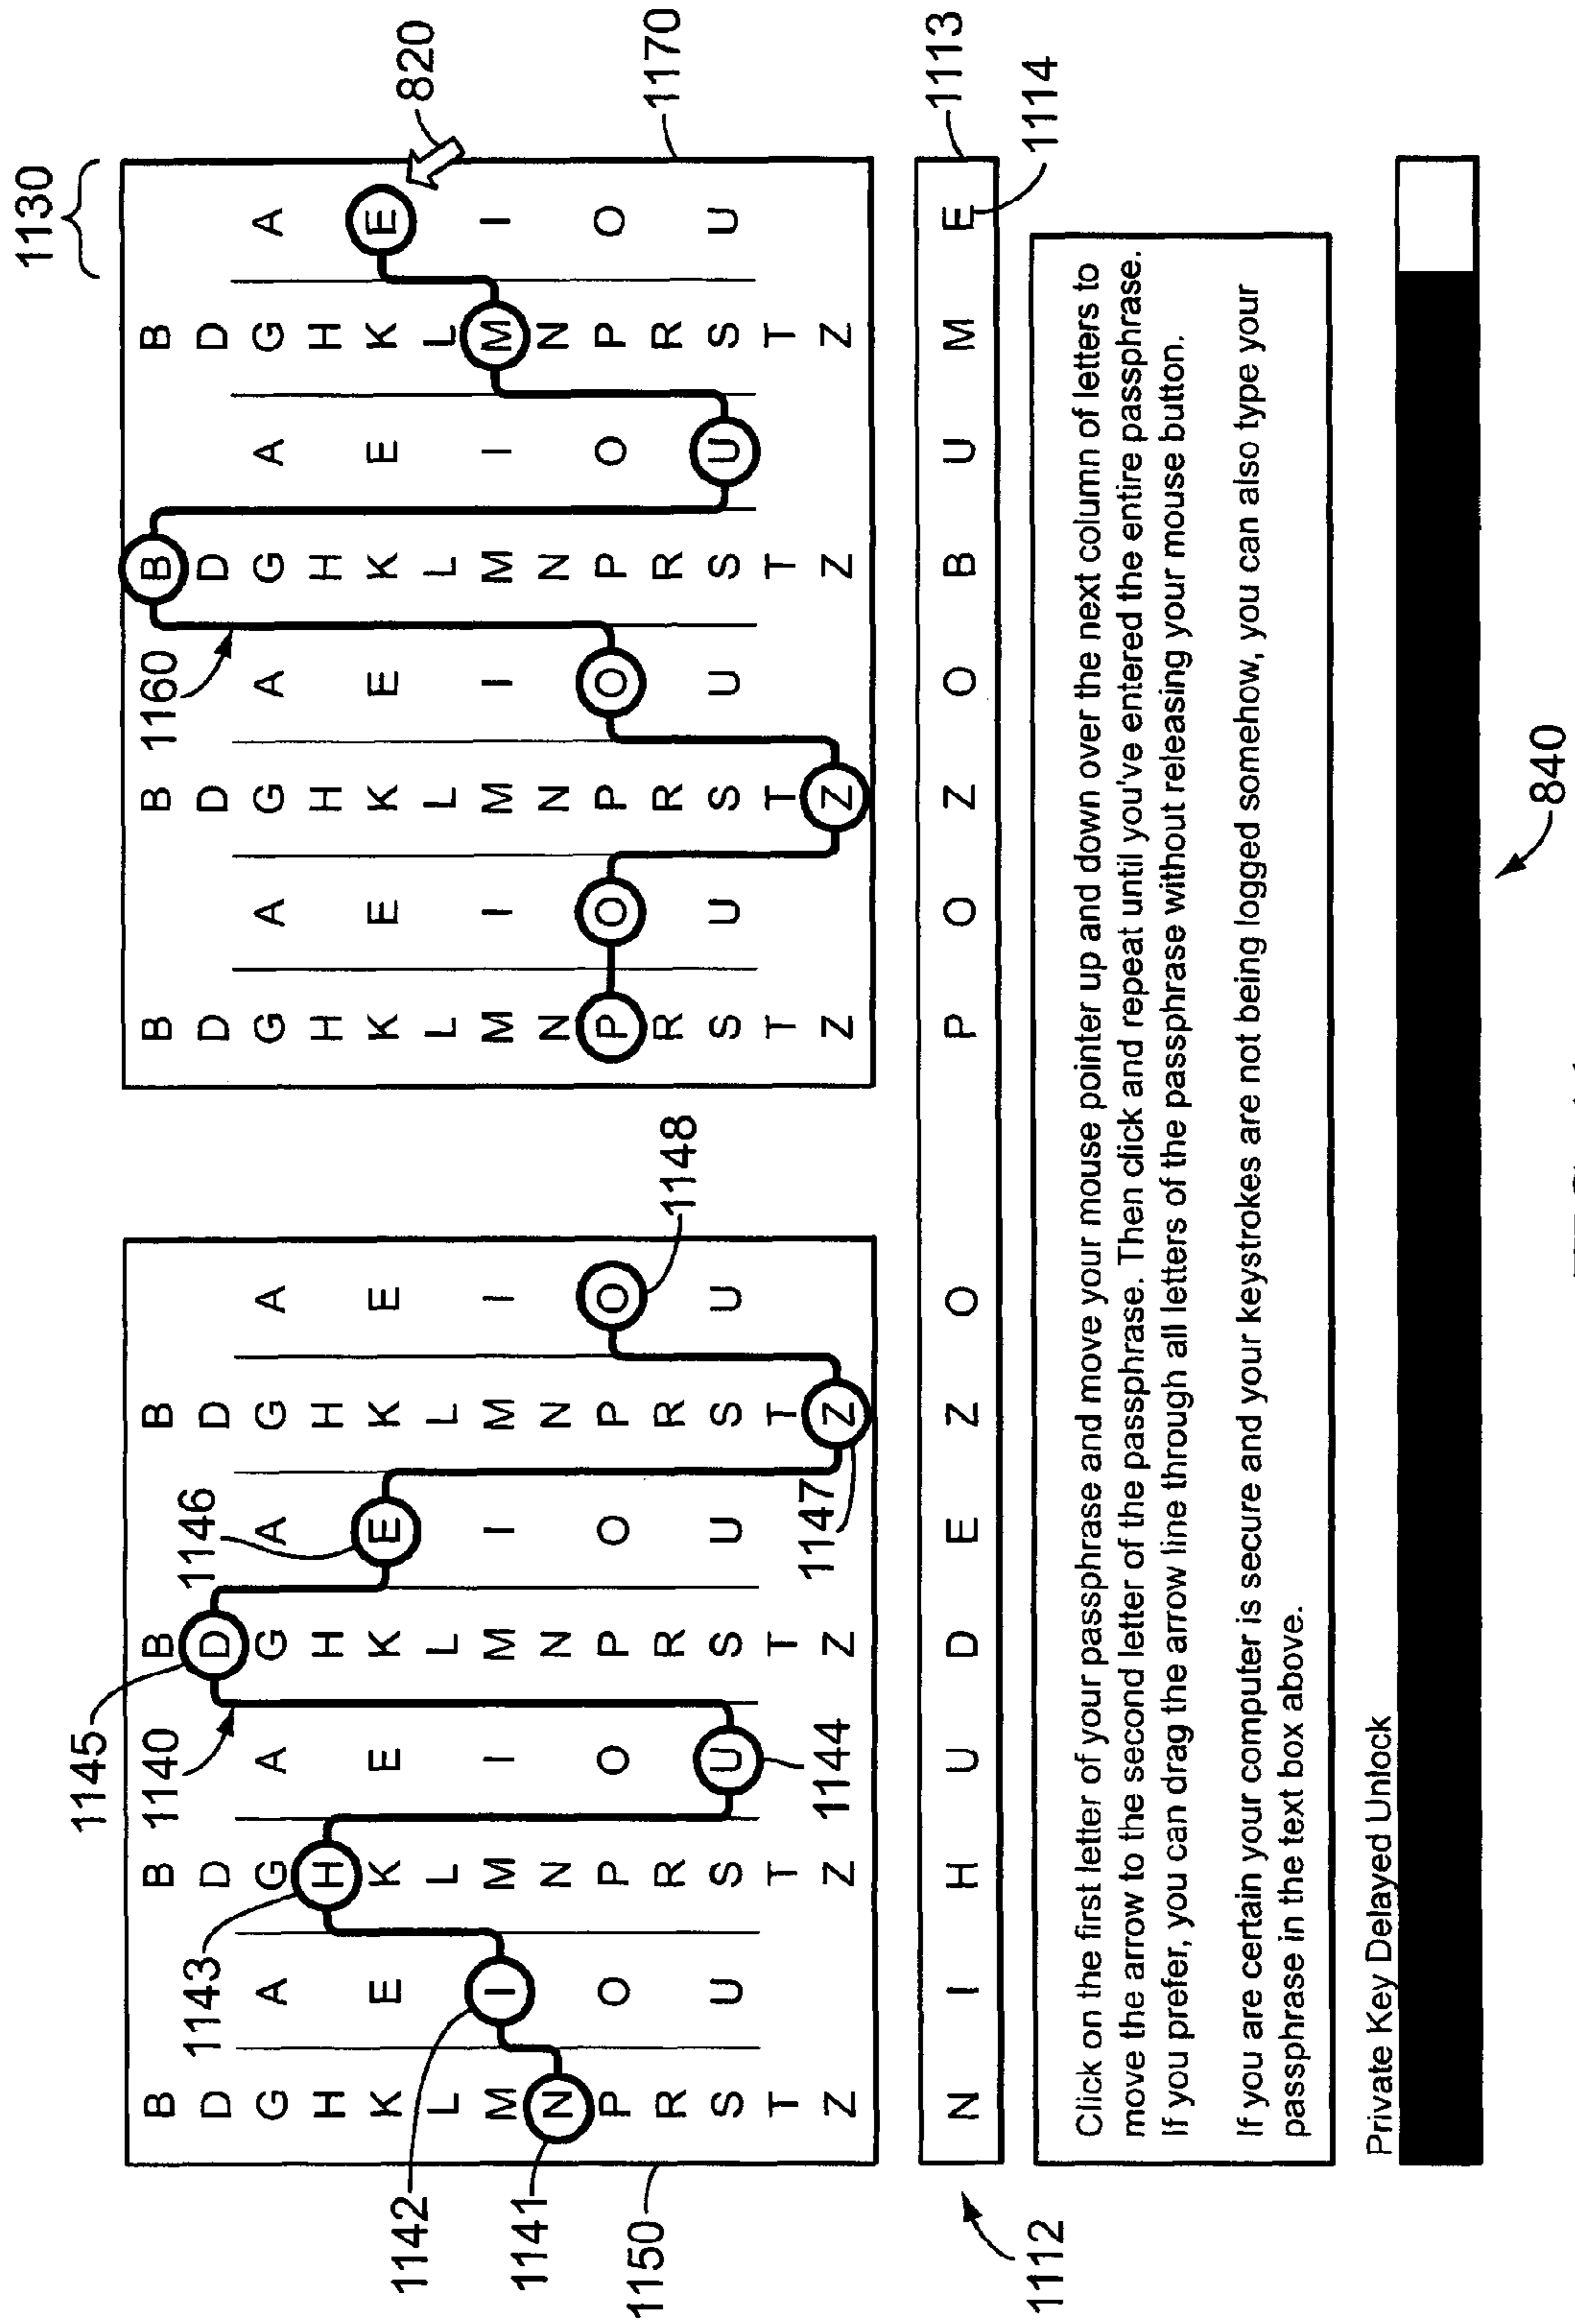 1130
1145
1140
1143
1146
1160
820
1142
1141
1150
1148
1170
1144
1147
B B B B
D D D D
G A G A G A G A
H H H H
K E K E K E K E
L L L L
M I M I M I M I
N N N N
P O P O P O P O
R R R R
S U S U S U S U
T T T T
Z Z Z Z
B B B B
D D D D
G A G A G A G A
H H H H
K E K E K E K E
L L L L
M I M I M I M I
N N N N
P O P O P O P O
R R R R
S U S U S U S U
T T T T
Z Z Z Z
N I H U D E Z O P O Z O B U M E
1113
1112
1114
Click on the first letter of your passphrase and move your mouse pointer up and down over the next column of letters to
move the arrow to the second letter of the passphrase. Then click and repeat until you've entered the entire passphrase.
If you prefer, you can drag the arrow line through all letters of the passphrase without releasing your mouse button.
If you are certain your computer is secure and your keystrokes are not being logged somehow, you can also type your
passphrase in the text box above.
Private Key Delayed Unlock
840